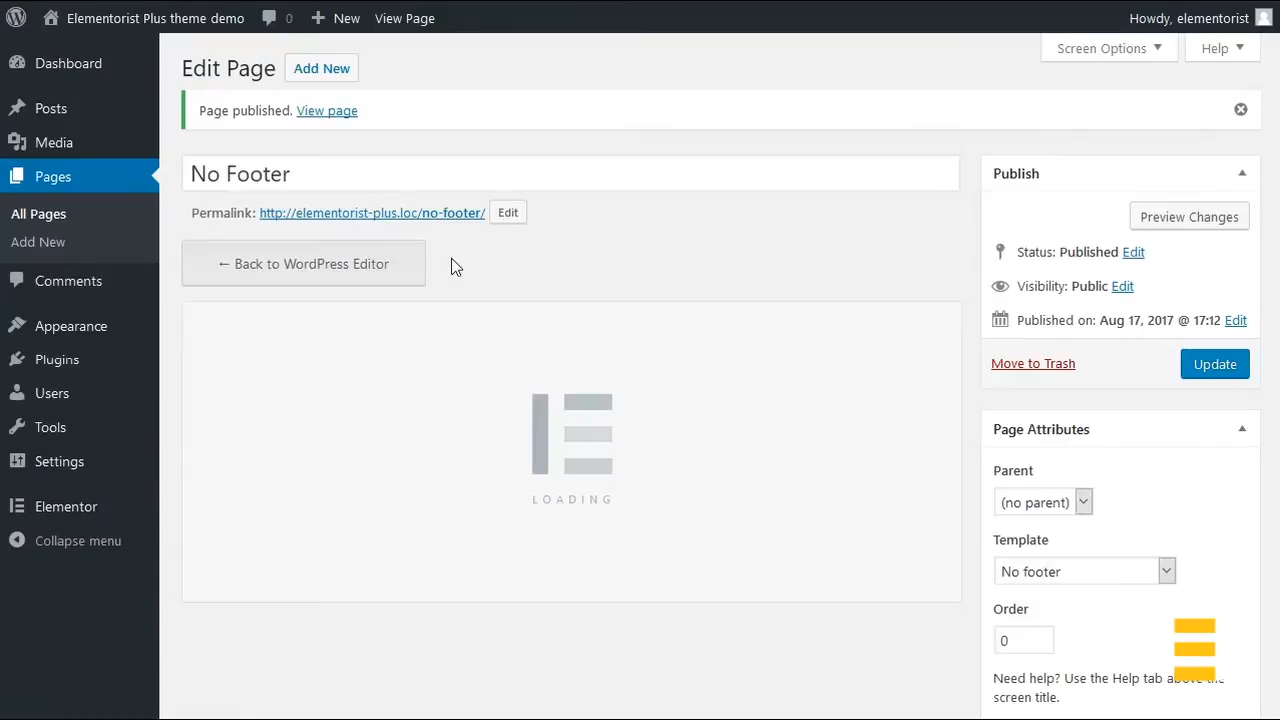 Elementorist Plus theme demo 0 New View Page Howdy, elementorist
Screen Options Help
Dashboard
Posts
Media
Pages
All Pages
Add New
Comments
Appearance
Plugins
Users
Tools
Settings
Elementor
Collapse menu
Edit Page Add New
Page published. View page
No Footer
Permalink: http://elementorist-plus.loc/no-footer/ Edit
← Back to WordPress Editor
LOADING
Publish
Preview Changes
Status: Published Edit
Visibility: Public Edit
Published on: Aug 17, 2017 @ 17:12 Edit
Move to Trash Update
Page Attributes
Parent
(no parent)
Template
No footer
Order
0
Need help? Use the Help tab above the
screen title.